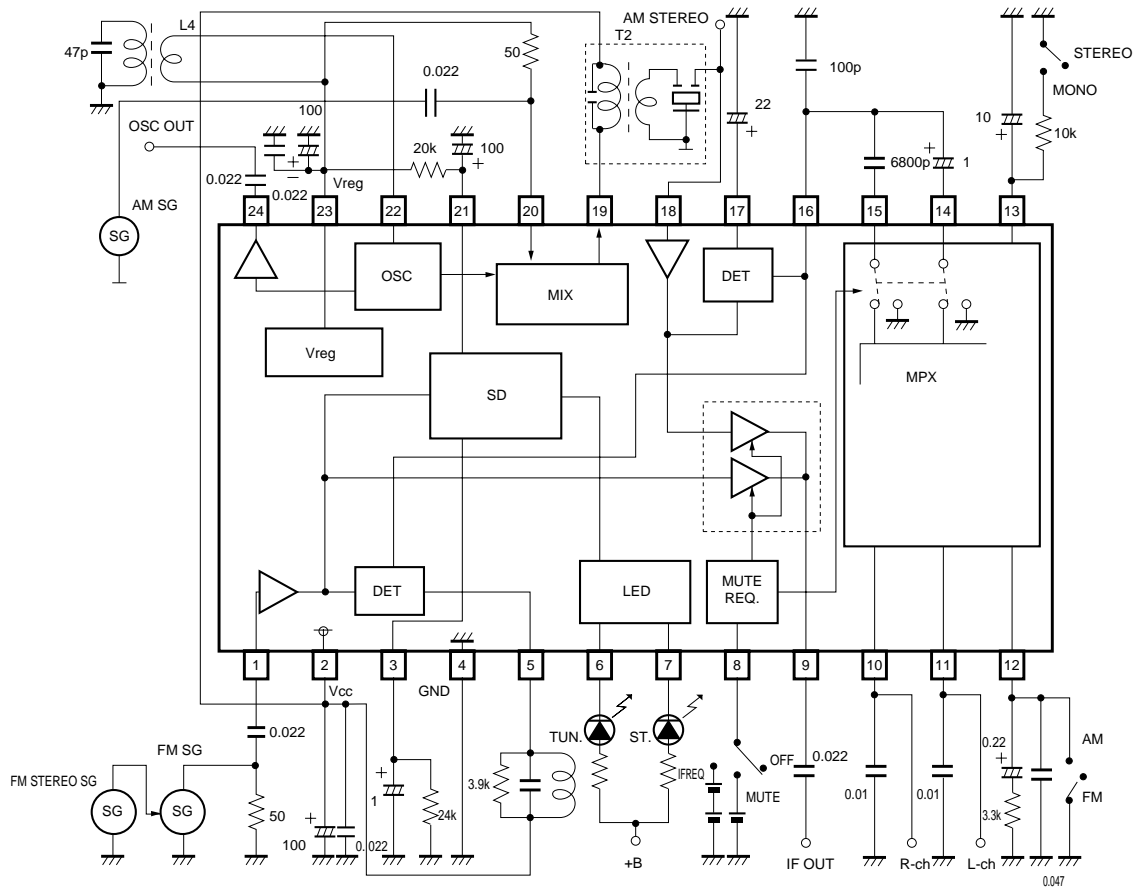 L4
AM STEREO
T2
47p
50
STEREO
0.022
100p
MONO
100
22
10
OSC OUT
+
+
+
10k
20k
100
6800p
1
+
+
0.022
Vreg
0.022
AM SG
24
23
22
21
20
19
18
17
16
15
14
13
SG
OSC
MIX
DET
Vreg
SD
MPX
DET
LED
MUTE
REQ.
1
2
3
4
5
6
7
8
9
10
11
12
Vcc
GND
0.022
TUN.
ST.
OFF
0.022
0.22
AM
FM SG
FM STEREO SG
3.9k
IFREQ
+
+
SG
SG
50
1
24k
MUTE
0.01
0.01
3.3k
FM
+
100
0.022
+B
IF OUT
R-ch
L-ch
0.047